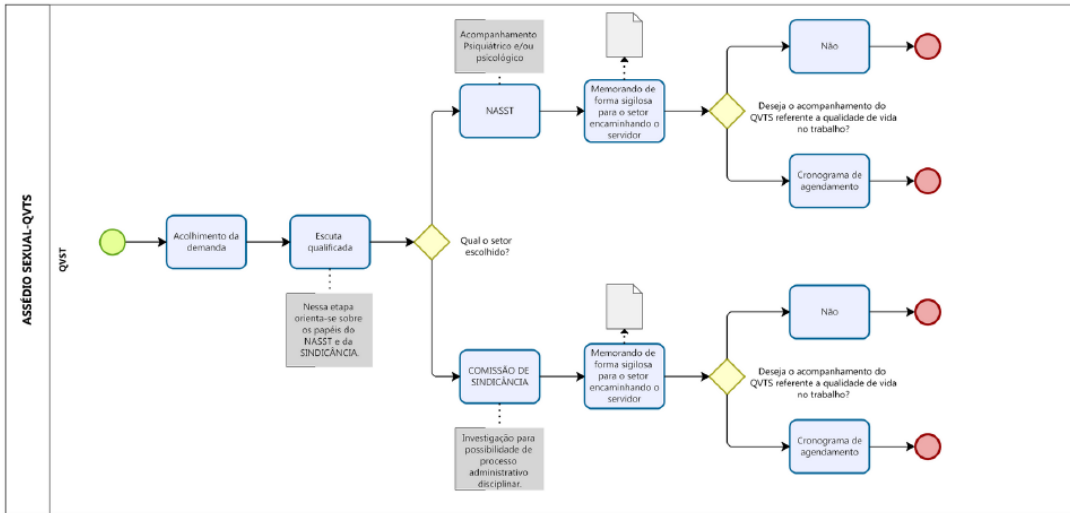 ASSÉDIO SEXUAL-QVTS
QVST
Acolhimento da
demanda
Escuta
qualificada
Nessa etapa
orienta-se sobre
os papéis do
NASST e da
SINDICÂNCIA.
Qual o setor
escolhido?
Acompanhamento
Psiquiátrico e/ou
psicológico
NASST
Memorando de
forma sigilosa
para o setor
encaminhando o
servidor
Não
Deseja o acompanhamento do
QVTS referente a qualidade de vida
no trabalho?
Cronograma de
agendamento
COMISSÃO DE
SINDICÂNCIA
Investigação para
possibilidade de
processo
administrativo
disciplinar.
Memorando de
forma sigilosa
para o setor
encaminhando o
servidor
Não
Deseja o acompanhamento do
QVTS referente a qualidade de vida
no trabalho?
Cronograma de
agendamento